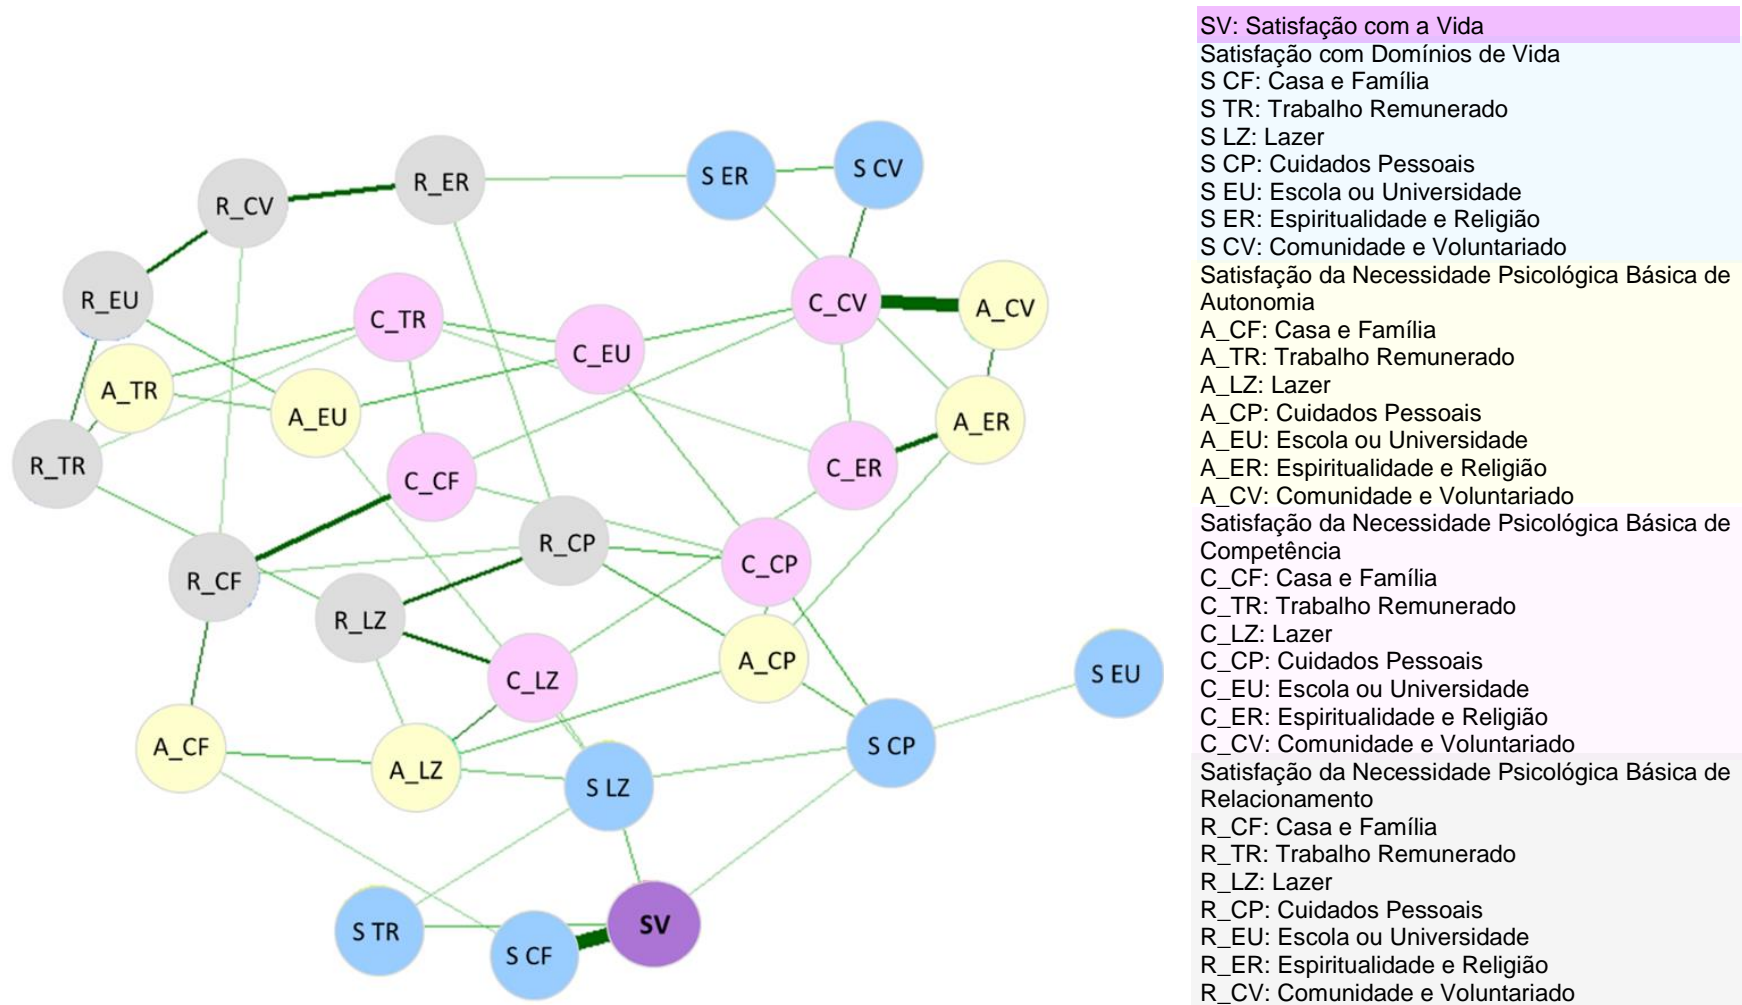 S ER
S CV
R_ER
R_CV
R_EU
C_TR
C_CV
A_CV
C_EU
A_TR
A_EU
A_ER
R_TR
C_CF
C_ER
R_CP
C_CP
R_CF
R_LZ
A_CP
C_LZ
S EU
A_CF
A_LZ
S CP
S LZ
S TR
SV
S CF
SV: Satisfação com a Vida
Satisfação com Domínios de Vida
S CF: Casa e Família
S TR: Trabalho Remunerado
S LZ: Lazer
S CP: Cuidados Pessoais
S EU: Escola ou Universidade
S ER: Espiritualidade e Religião
S CV: Comunidade e Voluntariado
Satisfação da Necessidade Psicológica Básica de
Autonomia
A_CF: Casa e Família
A_TR: Trabalho Remunerado
A_LZ: Lazer
A_CP: Cuidados Pessoais
A_EU: Escola ou Universidade
A_ER: Espiritualidade e Religião
A_CV: Comunidade e Voluntariado
Satisfação da Necessidade Psicológica Básica de
Competência
C_CF: Casa e Família
C_TR: Trabalho Remunerado
C_LZ: Lazer
C_CP: Cuidados Pessoais
C_EU: Escola ou Universidade
C_ER: Espiritualidade e Religião
C_CV: Comunidade e Voluntariado
Satisfação da Necessidade Psicológica Básica de
Relacionamento
R_CF: Casa e Família
R_TR: Trabalho Remunerado
R_LZ: Lazer
R_CP: Cuidados Pessoais
R_EU: Escola ou Universidade
R_ER: Espiritualidade e Religião
R_CV: Comunidade e Voluntariado